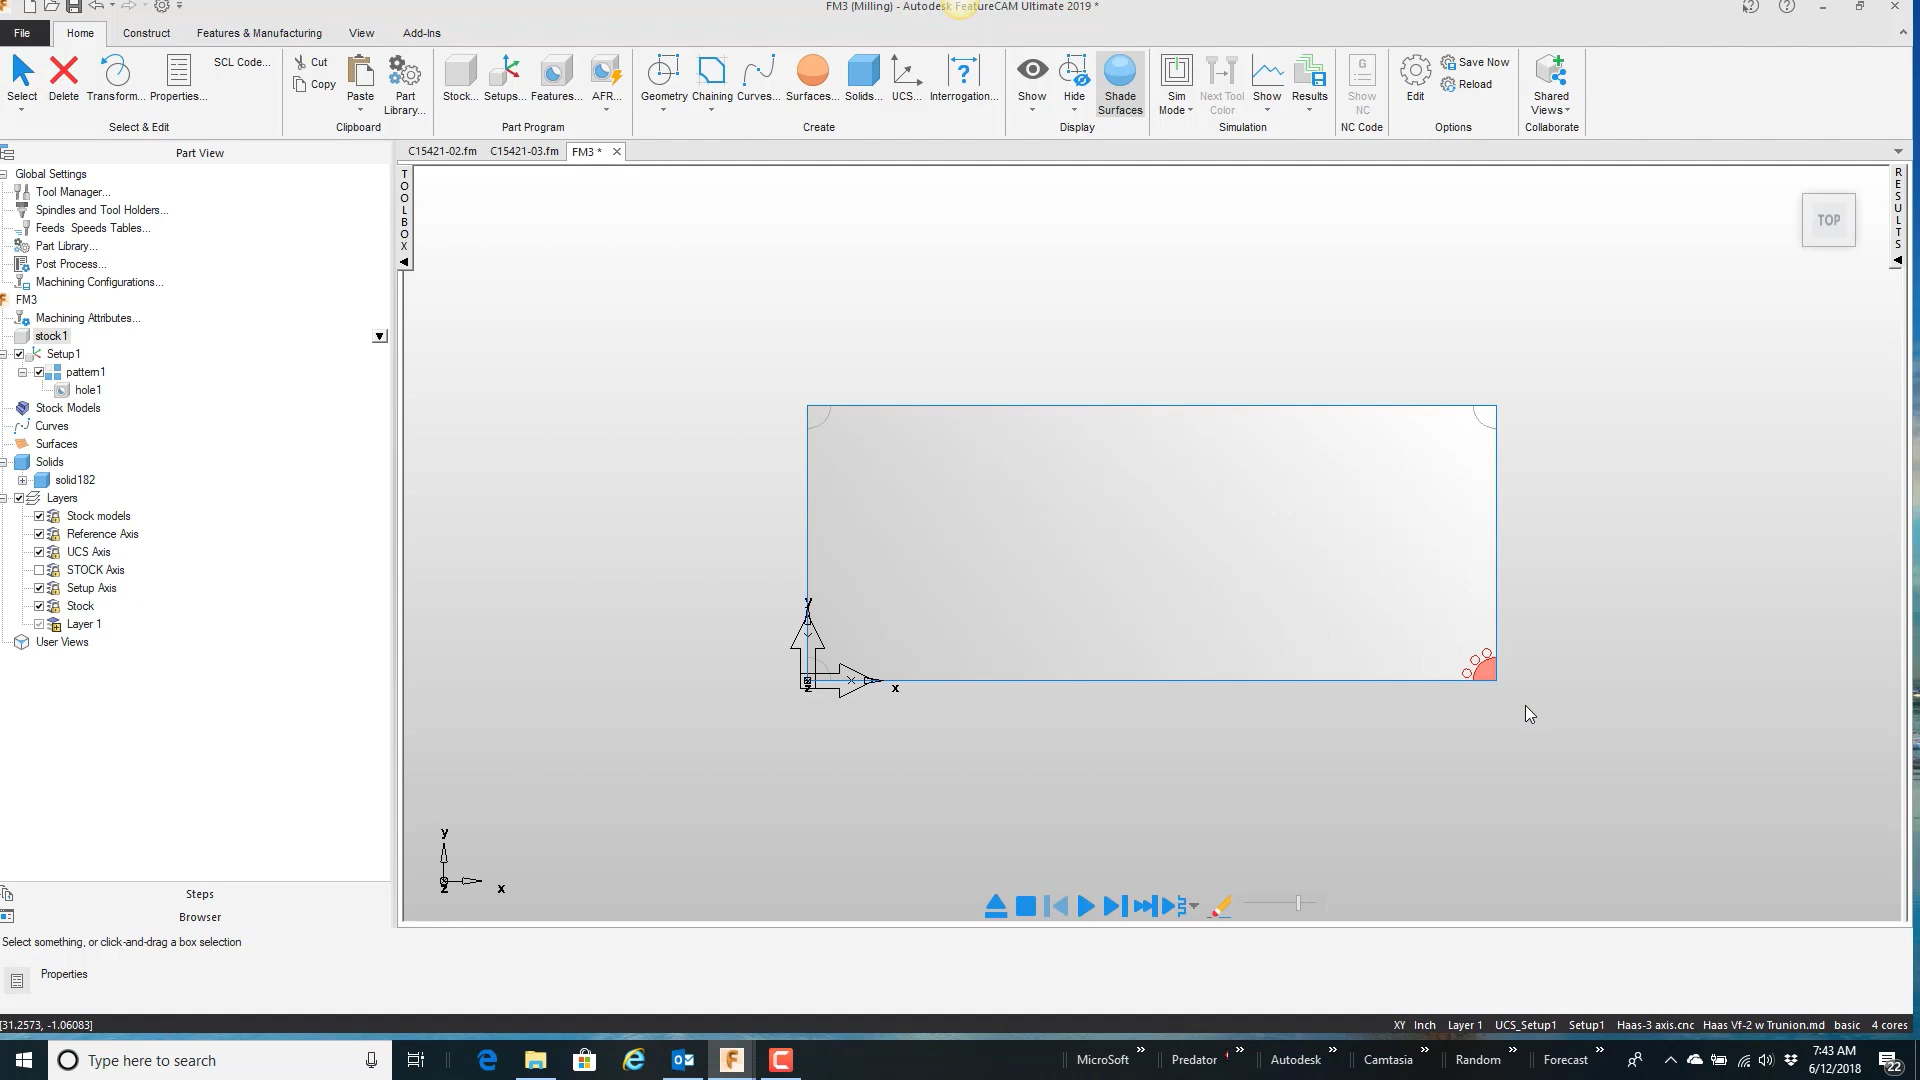 FM3 (Milling) - Autodesk FeatureCAM Ultimate 2019 *
File Home Construct Features & Manufacturing View Add-Ins
Select Delete Transform... Properties... SCL Code...
Select & Edit
Cut
Copy
Paste
Part Library...
Clipboard
Stock... Setups... Features... AFR...
Part Program
Geometry Chaining Curves... Surfaces... Solids... UCS... Interrogation...
Create
Show Hide Shade Surfaces
Display
Sim Mode Next Tool Color Show Results
Simulation
G
Show NC
NC Code
Edit Save Now
Reload
Options
Shared Views
Collaborate
Part View
C15421-02.fm C15421-03.fm FM3 *
Global Settings
Tool Manager...
Spindles and Tool Holders...
Feeds Speeds Tables...
Part Library...
Post Process...
Machining Configurations...
FM3
Machining Attributes...
stock1
Setup1
pattern1
hole1
Stock Models
Curves
Surfaces
Solids
solid182
Layers
Stock models
Reference Axis
UCS Axis
STOCK Axis
Setup Axis
Stock
Layer 1
User Views
TOOLBOX
RESULTS
TOP
y
z x
y
z x
Steps
Browser
Select something, or click-and-drag a box selection
Properties
[31.2573, -1.06083]
XY Inch Layer 1 UCS_Setup1 Setup1 Haas-3 axis.cnc Haas Vf-2 w Trunion.md basic 4 cores
Type here to search
MicroSoft » Predator » Autodesk » Camtasia » Random » Forecast »
7:43 AM
6/12/2018
22